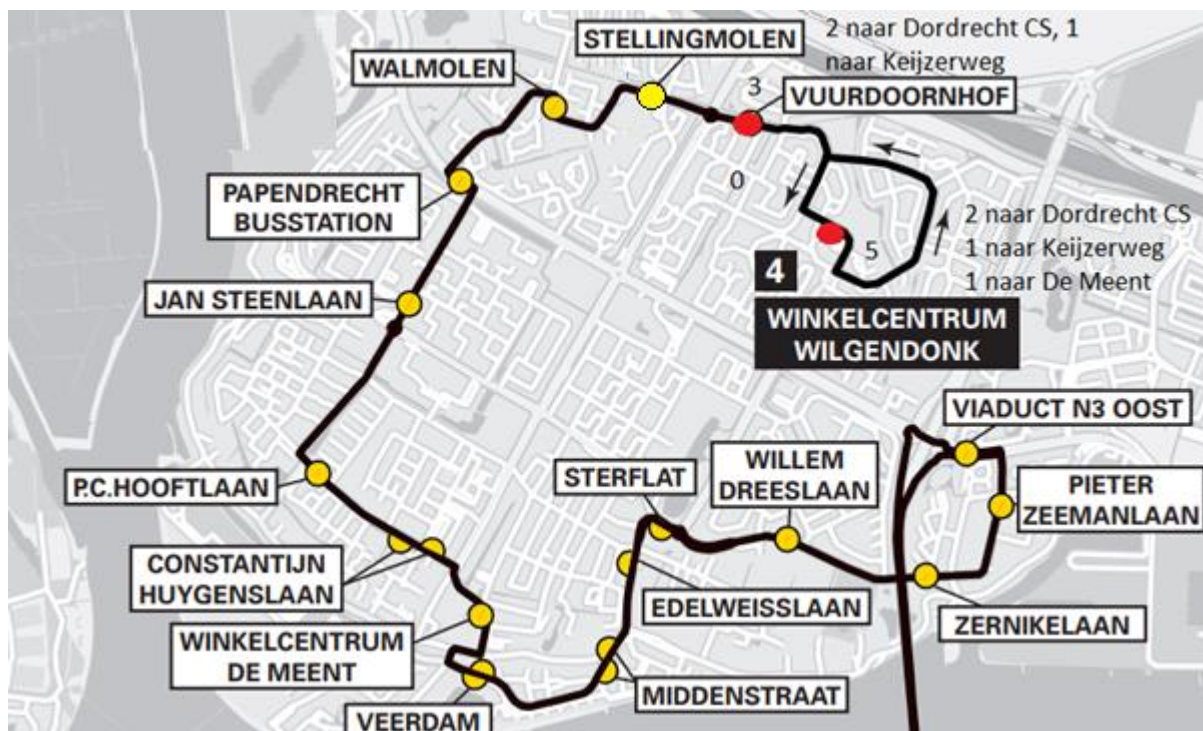 STELLINGMOLEN
2 naar Dordrecht CS, 1
naar Keijzerweg
WALMOLEN
3
VUURDOORNHOF
PAPENDRECHT
BUSSTATION
0
2 naar Dordrecht CS
1 naar Keijzerweg
1 naar De Meent
5
4
JAN STEENLAAN
WINKELCENTRUM
WILGENDONK
VIADUCT N3 OOST
P.C.HOOFTLAAN
STERFLAT
WILLEM
DREESLAAN
PIETER
ZEEMANLAAN
CONSTANTIJN
HUYGENSLAAN
EDELWEISSLAAN
ZERNIKELAAN
WINKELCENTRUM
DE MEENT
MIDDENSTRAAT
VEERDAM